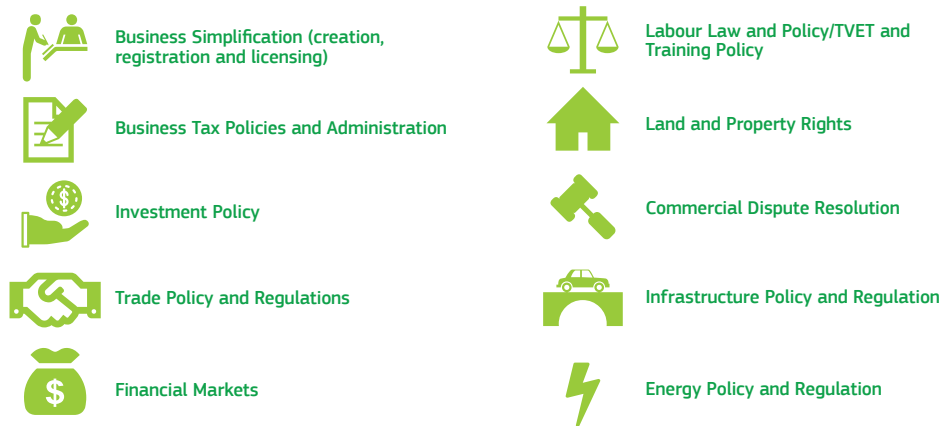 Business Simplification (creation,
registration and licensing)
Business Tax Policies and Administration
$
Investment Policy
Trade Policy and Regulations
$
Financial Markets
Labour Law and Policy/TVET and
Training Policy
Land and Property Rights
Commercial Dispute Resolution
Infrastructure Policy and Regulation
Energy Policy and Regulation